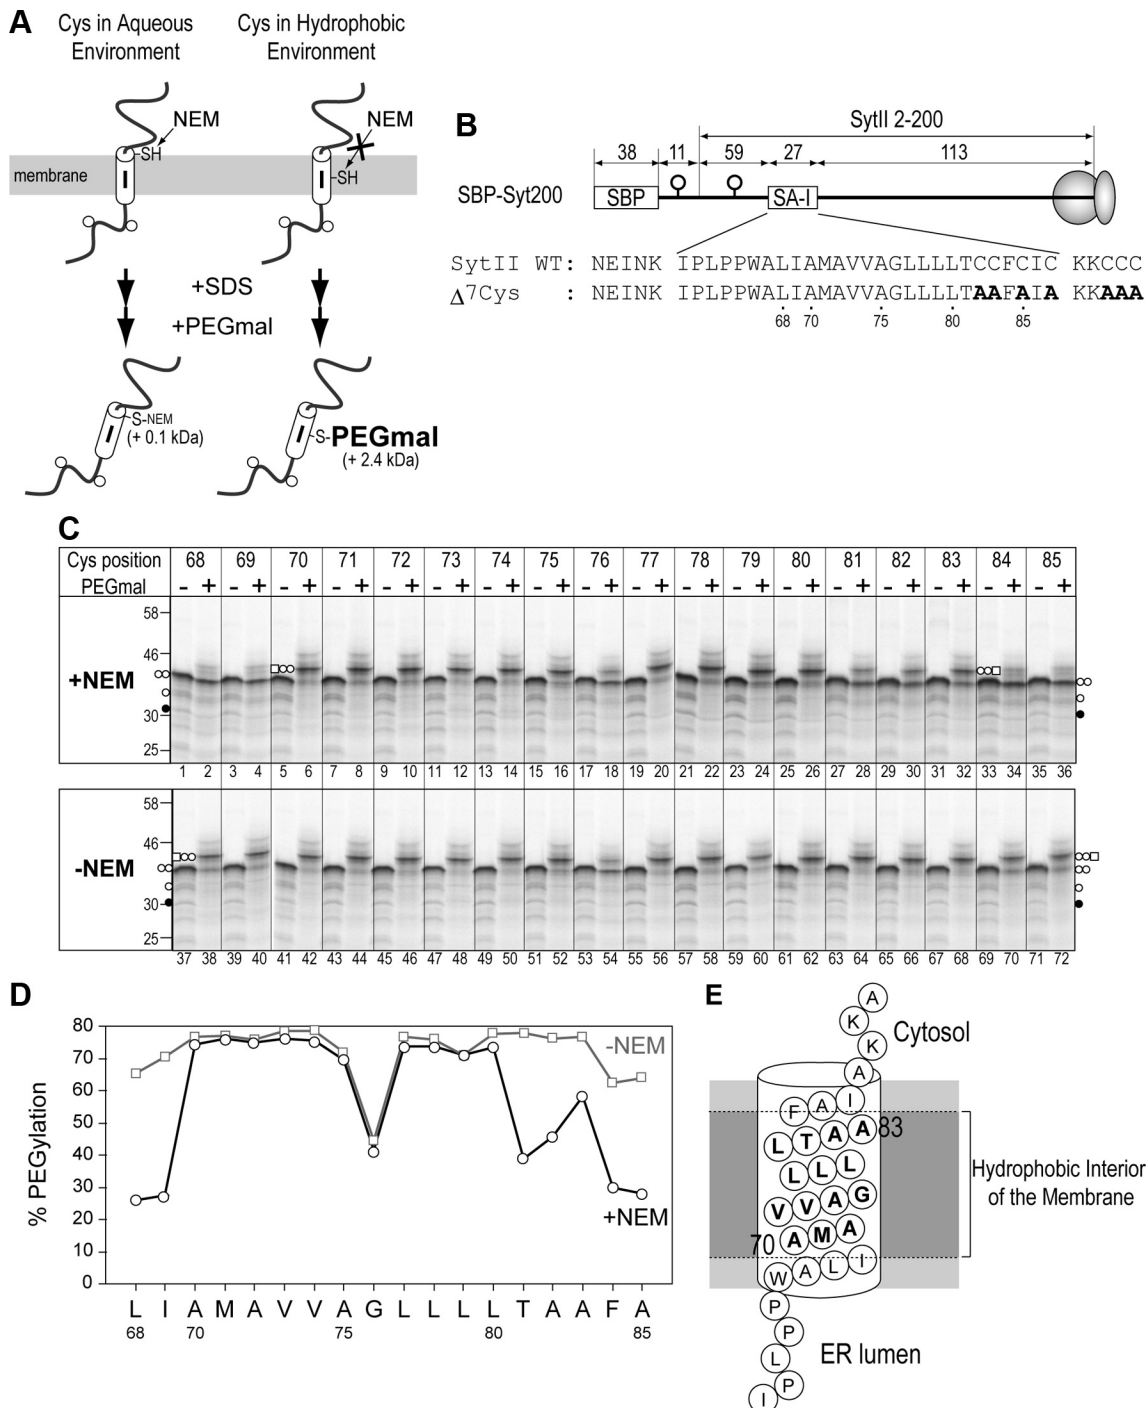 A
Cys in Aqueous
Environment
Cys in Hydrophobic
Environment
NEM
NEM
-SH
-SH
membrane
I
I
+SDS
+PEGmal
S-NEM
(+ 0.1 kDa)
S-PEGmal
(+ 2.4 kDa)
I
I
B
SytII 2-200
38 11 59 27 113
SBP-Syt200 SBP SA-I
SytII WT: NEINK IPLPPWALIAMAVVAGLLLLTCCFCIC KKCCC
Δ7Cys : NEINK IPLPPWALIAMAVVAGLLLLTAAFAIA KKAAA
68 70 75 80 85
C
Cys position 68 69 70 71 72 73 74 75 76 77 78 79 80 81 82 83 84 85
PEGmal - + - + - + - + - + - + - + - + - + - + - + - + - + - + - + - + - + - +
+NEM
58
46
30
25
1 2 3 4 5 6 7 8 9 10 11 12 13 14 15 16 17 18 19 20 21 22 23 24 25 26 27 28 29 30 31 32 33 34 35 36
-NEM
58
46
30
25
37 38 39 40 41 42 43 44 45 46 47 48 49 50 51 52 53 54 55 56 57 58 59 60 61 62 63 64 65 66 67 68 69 70 71 72
D
% PEGylation
80
70
60
50
40
30
20
10
0
-NEM
+NEM
L I A M A V V A G L L L L T A A F A
68 70 75 80 85
E
A
K
K
A
Cytosol
F A I
L T A A 83
L L L
V V A G
70 A M A
W A L I
P
P
L
P
I
Hydrophobic Interior
of the Membrane
ER lumen